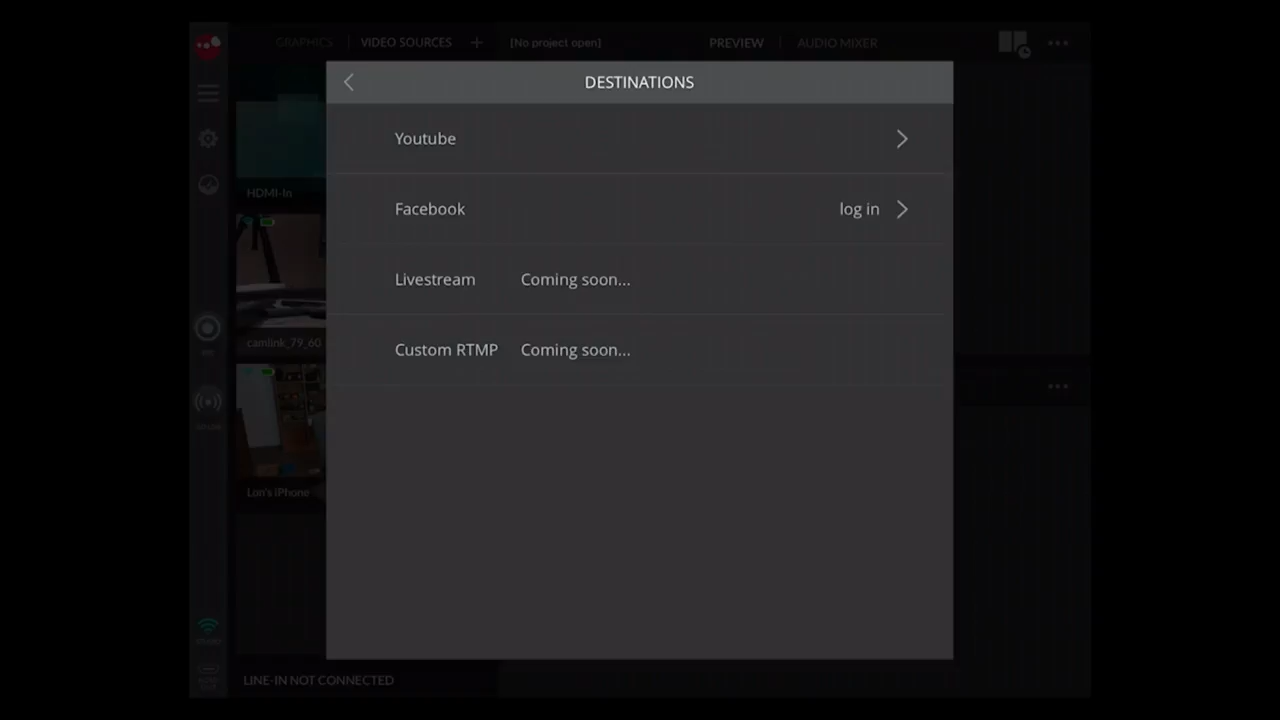 GRAPHICS
VIDEO SOURCES +
[No project open]
PREVIEW
AUDIO MIXER
DESTINATIONS
Youtube
Facebook log in
Livestream Coming soon...
Custom RTMP Coming soon...
HDMI-In
camlink_79_60
Lon's iPhone
LINE-IN NOT CONNECTED